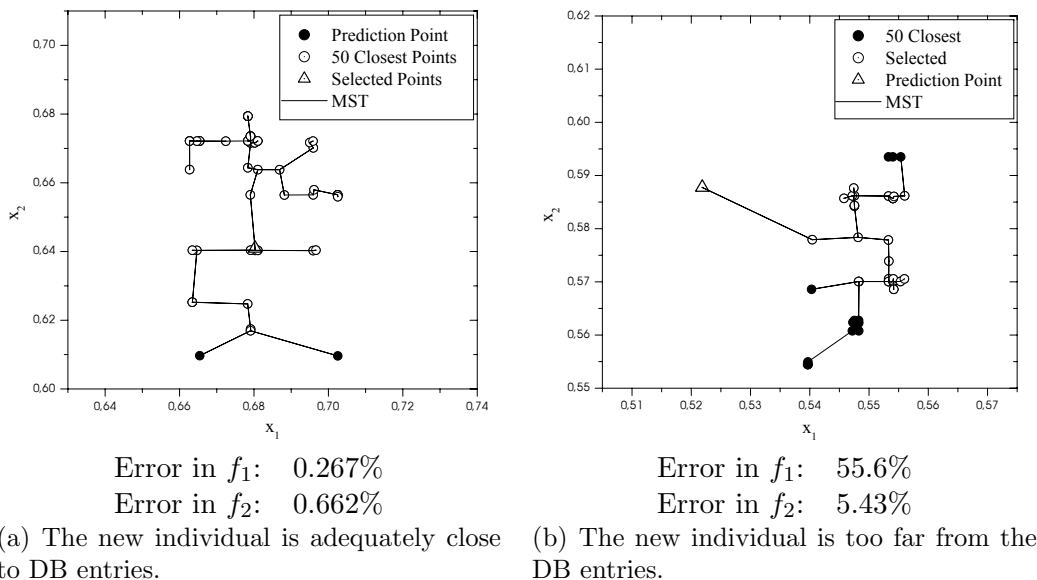 0,70
0,68
0,66
0,64
0,62
0,60
x2
0,64 0,66 0,68 0,70 0,72 0,74
x1
Prediction Point
50 Closest Points
Selected Points
MST
Error in f1: 0.267%
Error in f2: 0.662%
(a) The new individual is adequately close
to DB entries.
0,62
0,61
0,60
0,59
0,58
0,57
0,56
0,55
x2
0,51 0,52 0,53 0,54 0,55 0,56 0,57
x1
50 Closest
Selected
Prediction Point
MST
Error in f1: 55.6%
Error in f2: 5.43%
(b) The new individual is too far from the
DB entries.